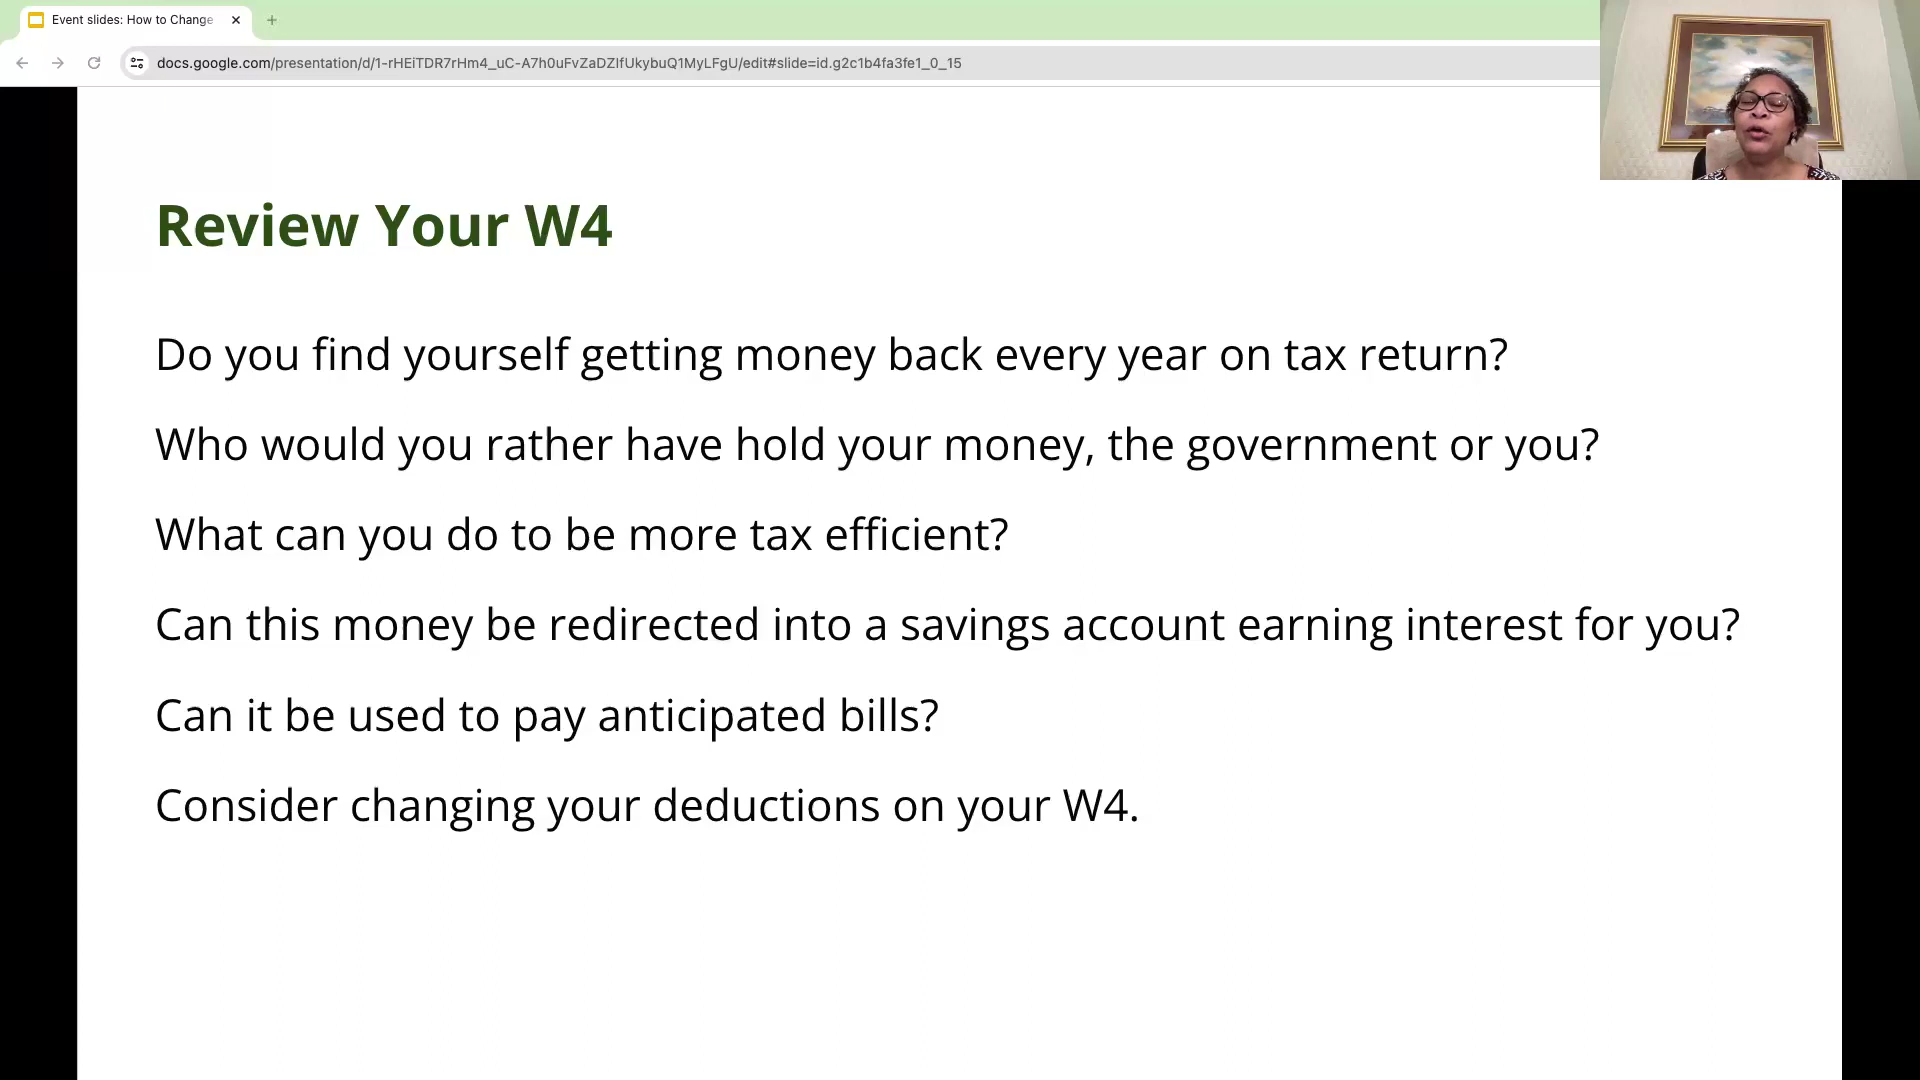 Event slides: How to Change
docs.google.com/presentation/d/1-rHEiTDR7rHm4_uC-A7h0uFvZaDZIfUkybuQ1MyLFgU/edit#slide=id.g2c1b4fa3fe1_0_15
Review Your W4
Do you find yourself getting money back every year on tax return?
Who would you rather have hold your money, the government or you?
What can you do to be more tax efficient?
Can this money be redirected into a savings account earning interest for you?
Can it be used to pay anticipated bills?
Consider changing your deductions on your W4.